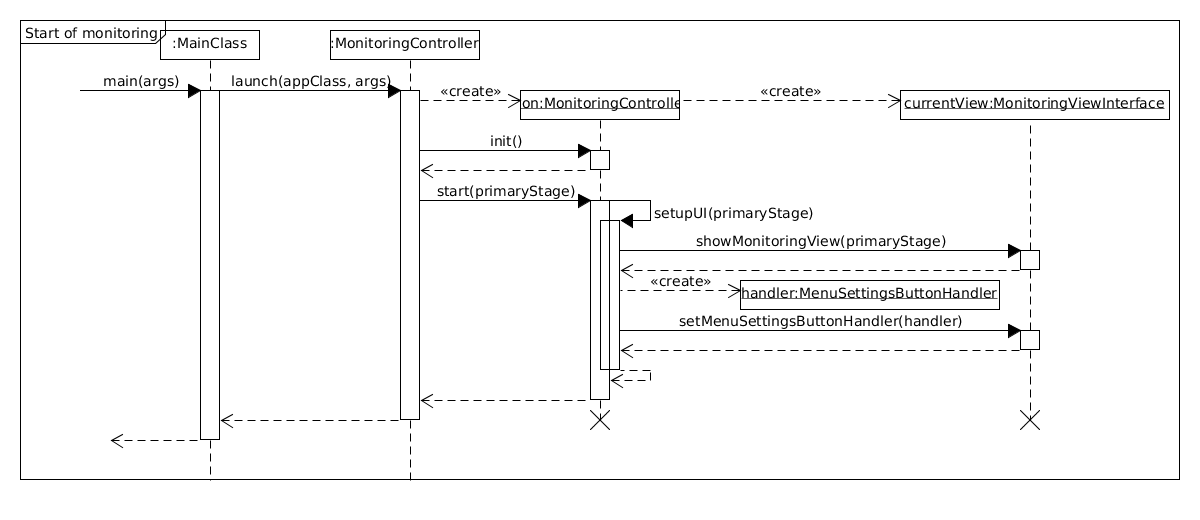 Start of monitoring
:MainClass
:MonitoringController
main(args)
launch(appClass, args)
«create»
on:MonitoringControlle
«create»
currentView:MonitoringViewInterface
init()
start(primaryStage)
setupUI(primaryStage)
showMonitoringView(primaryStage)
«create»
handler:MenuSettingsButtonHandler
setMenuSettingsButtonHandler(handler)